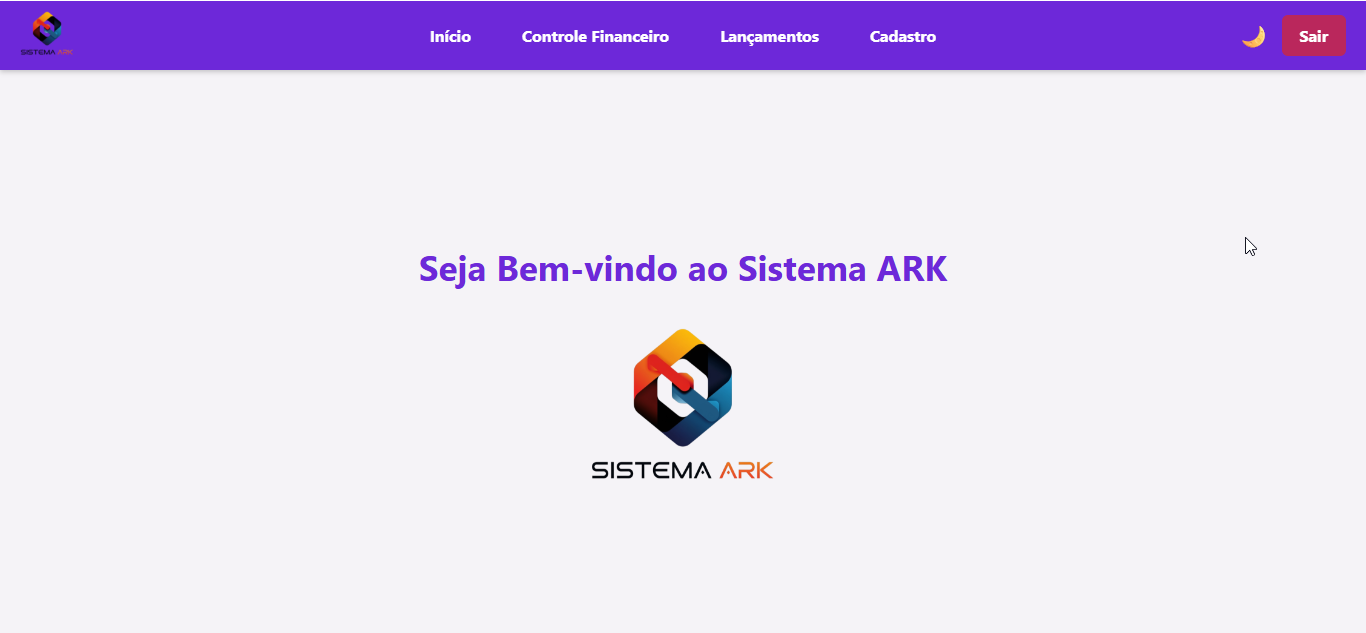 SISTEMA ARK
Início
Controle Financeiro
Lançamentos
Cadastro
Sair
Seja Bem-vindo ao Sistema ARK
SISTEMA ARK